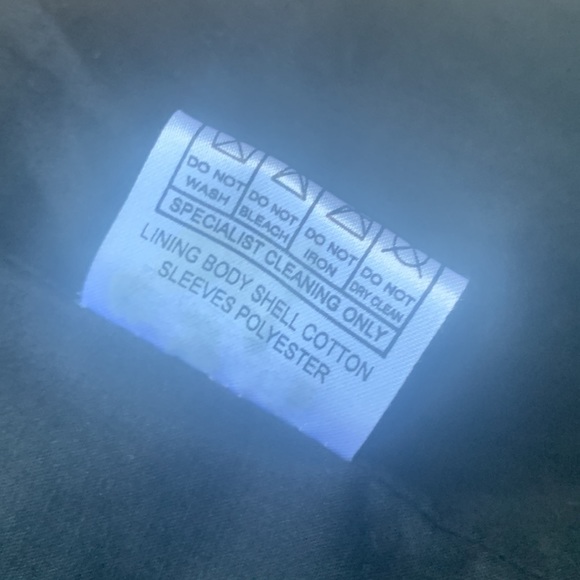 DO NOT WASH
DO NOT BLEACH
DO NOT IRON
DO NOT DRY CLEAN
SPECIALIST CLEANING ONLY
LINING BODY SHELL COTTON
SLEEVES POLYESTER